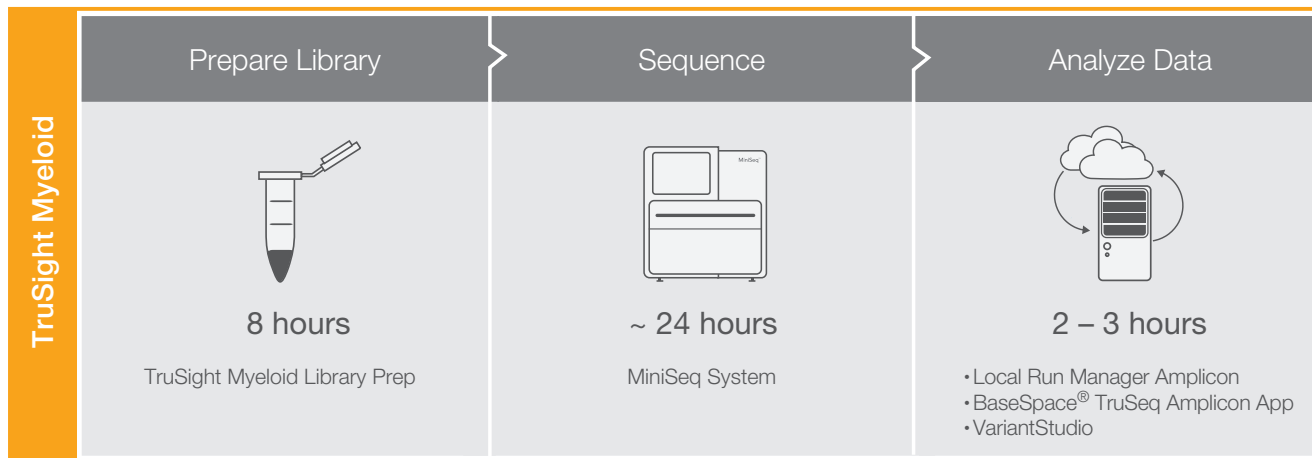 TruSight Myeloid
Prepare Library
Sequence
Analyze Data
MiniSeq™
8 hours
TruSight Myeloid Library Prep
~ 24 hours
MiniSeq System
2 – 3 hours
• Local Run Manager Amplicon
• BaseSpace® TruSeq Amplicon App
• VariantStudio